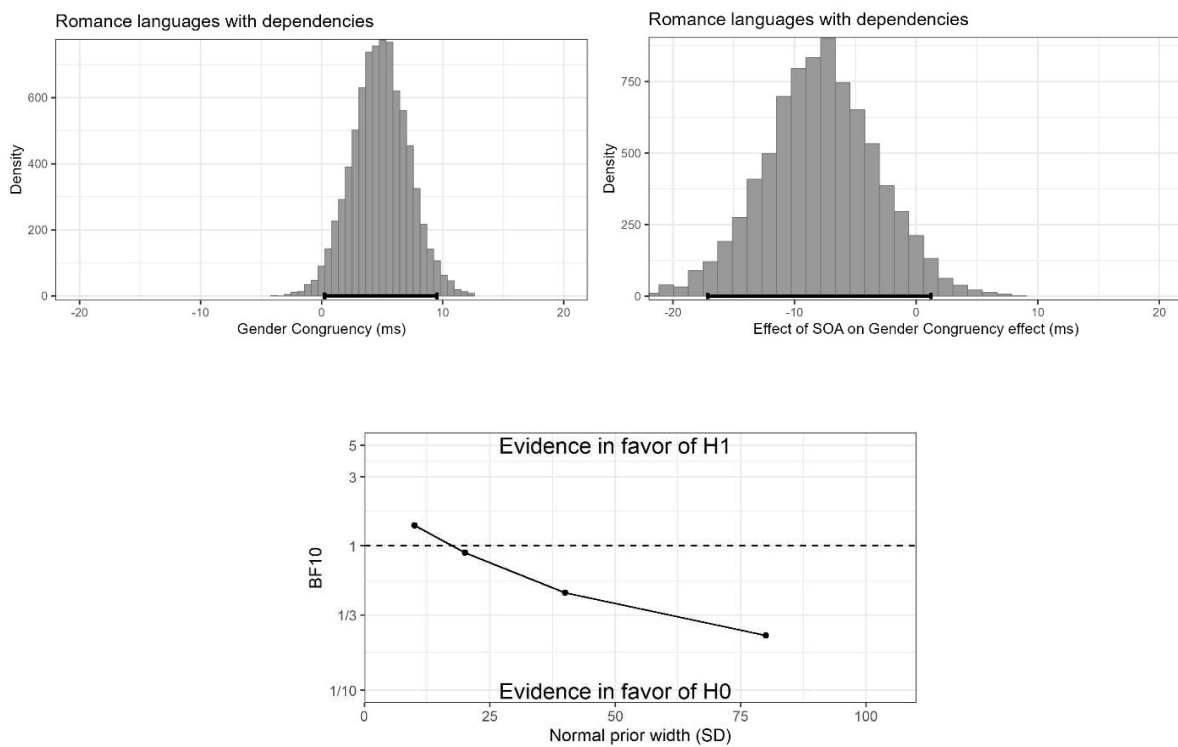 Romance languages with dependencies
Density
600
400
200
0
-20
-10
0
10
20
Gender Congruency (ms)
Romance languages with dependencies
Density
750
500
250
0
-20
-10
0
10
20
Effect of SOA on Gender Congruency effect (ms)
Evidence in favor of H1
BF10
5
3
1
1/3
1/10
Evidence in favor of H0
0
25
50
75
100
Normal prior width (SD)